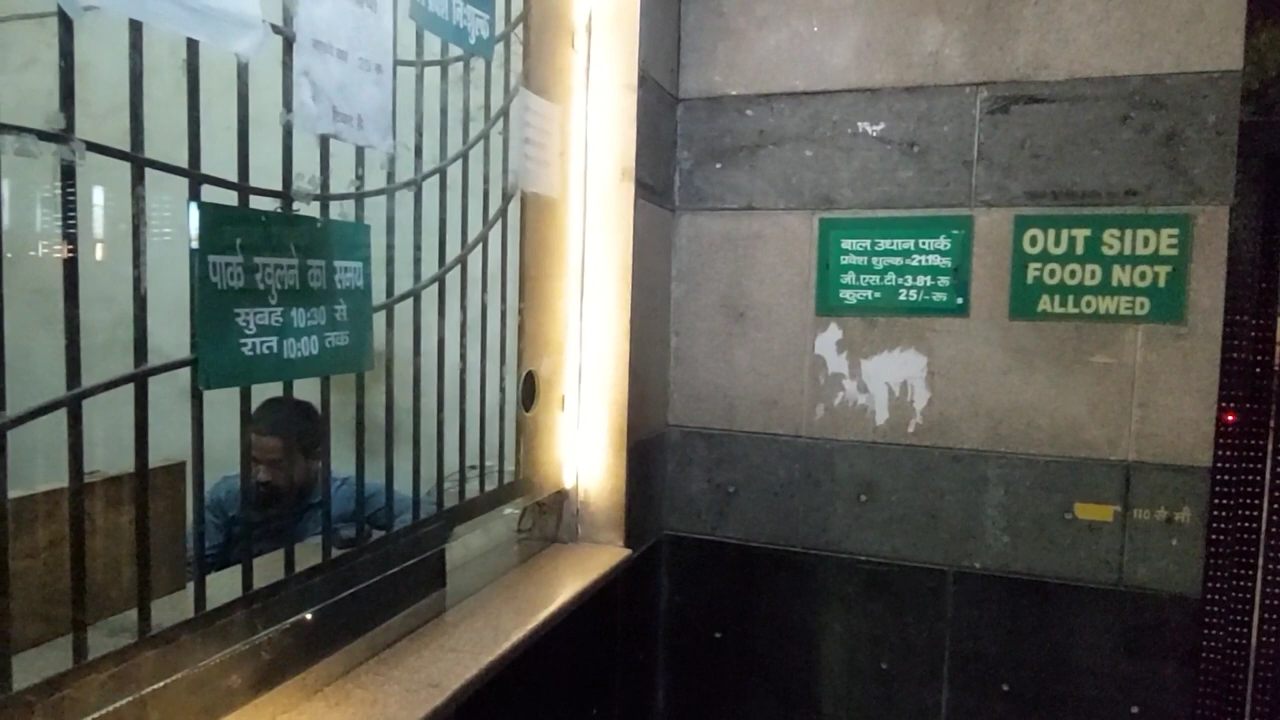 निःशुल्क
पार्क खुलने का समय
सुबह 10:30 से
रात 10:00 तक
बाल उधान पार्क
प्रवेश शुल्क=21.19रू
जी.एस.टी=3.81-रू
कुल= 25/-रू
OUT SIDE
FOOD NOT
ALLOWED
110 से मी